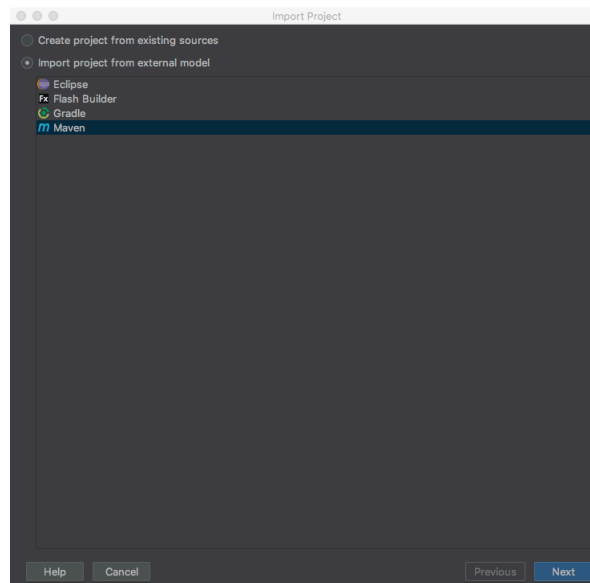 Import Project
Create project from existing sources
Import project from external model
Eclipse
Fx Flash Builder
Gradle
m Maven
Help Cancel Previous Next